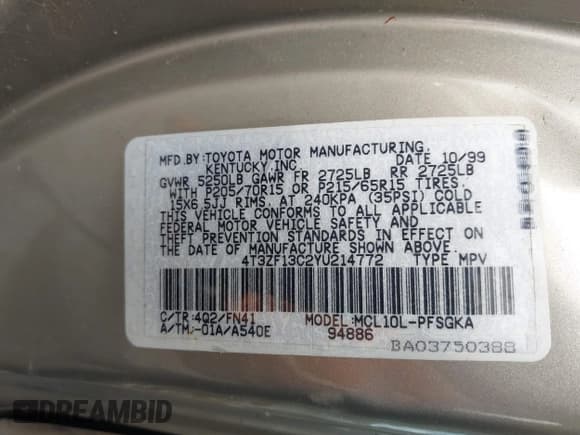 MFD. BY: TOYOTA MOTOR MANUFACTURING,
KENTUCKY, INC. DATE 10/99
GVWR 5250LB GAWR FR 2725LB RR 2725LB
WITH P205/70R15 OR P215/65R15 TIRES,
15X6.5JJ RIMS, AT 240KPA (35PSI) COLD
THIS VEHICLE CONFORMS TO ALL APPLICABLE
FEDERAL MOTOR VEHICLE SAFETY AND
THEFT PREVENTION STANDARDS IN EFFECT ON
THE DATE OF MANUFACTURE SHOWN ABOVE.
4T3ZF13C2YU214772 TYPE MPV
C/TR:4Q2/FN41 MODEL:MCL10L-PFSGKA
A/TM:-01A/A540E 94886
BA03750388
DREAMBID